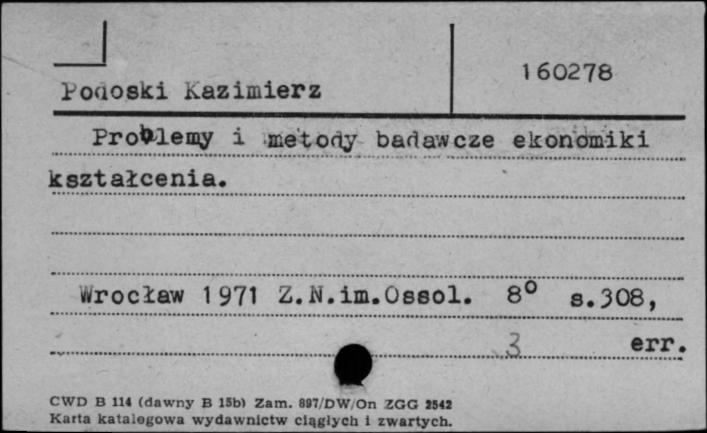 160278
Podoski Kazimierz
Problemy i metody badawcze ekonomiki
kształcenia.
Wrocław 1971 Z.N.im.Ossol. 8° s.308,
3 err.
CWD B 114 (dawny B 15b) Zam. 897/DW/On ZGG 2542
Karta katalogowa wydawnictw ciągłych i zwartych.